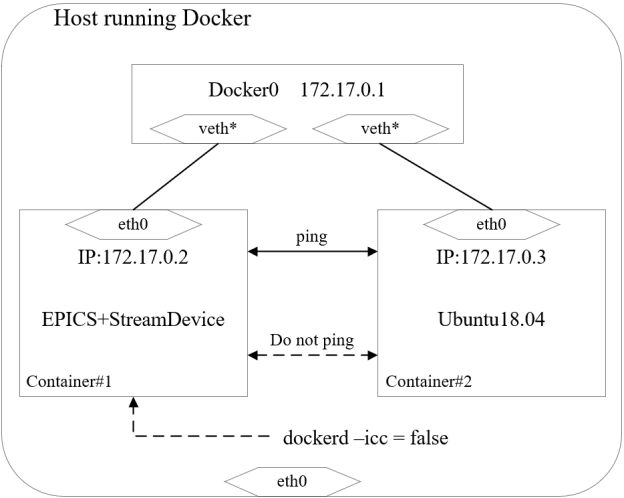 Host running Docker
Docker0 172.17.0.1
veth* veth*
eth0 eth0
IP:172.17.0.2 ping IP:172.17.0.3
EPICS+StreamDevice Ubuntu18.04
Do not ping
Container#1 Container#2
dockerd –icc = false
eth0